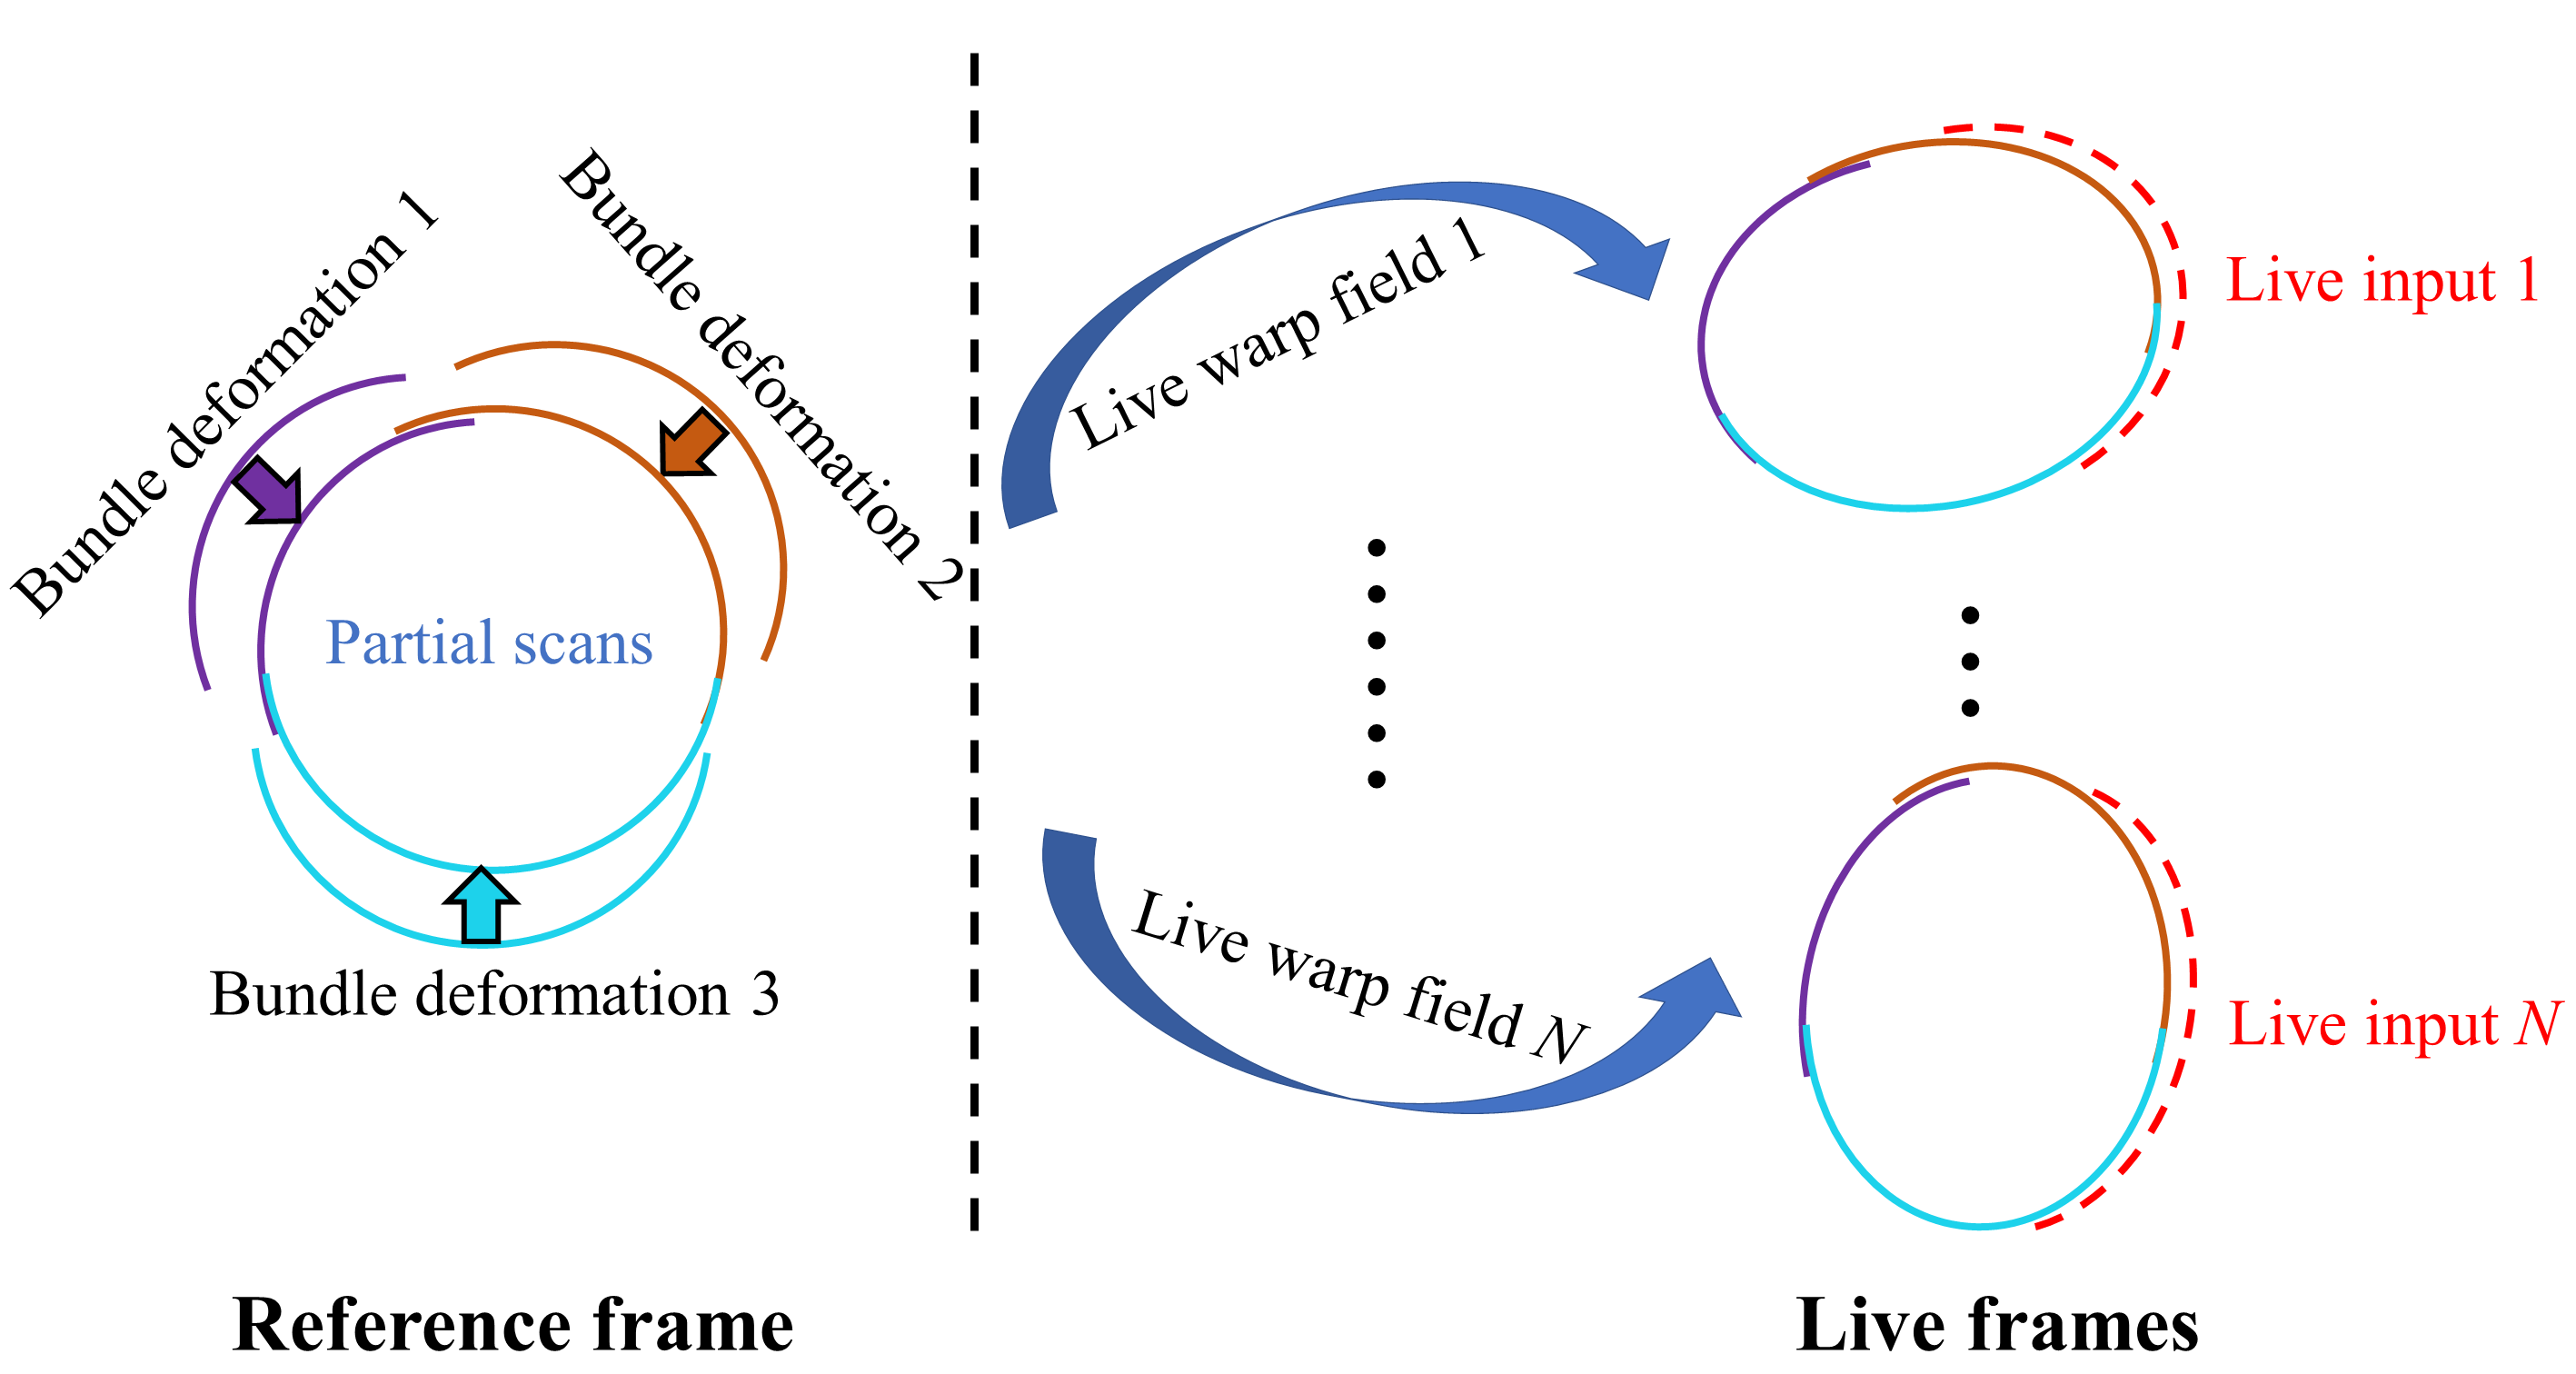 Bundle deformation 1
Bundle deformation 2
Partial scans
Bundle deformation 3
Reference frame
Live warp field 1
Live warp field N
Live input 1
Live input N
Live frames